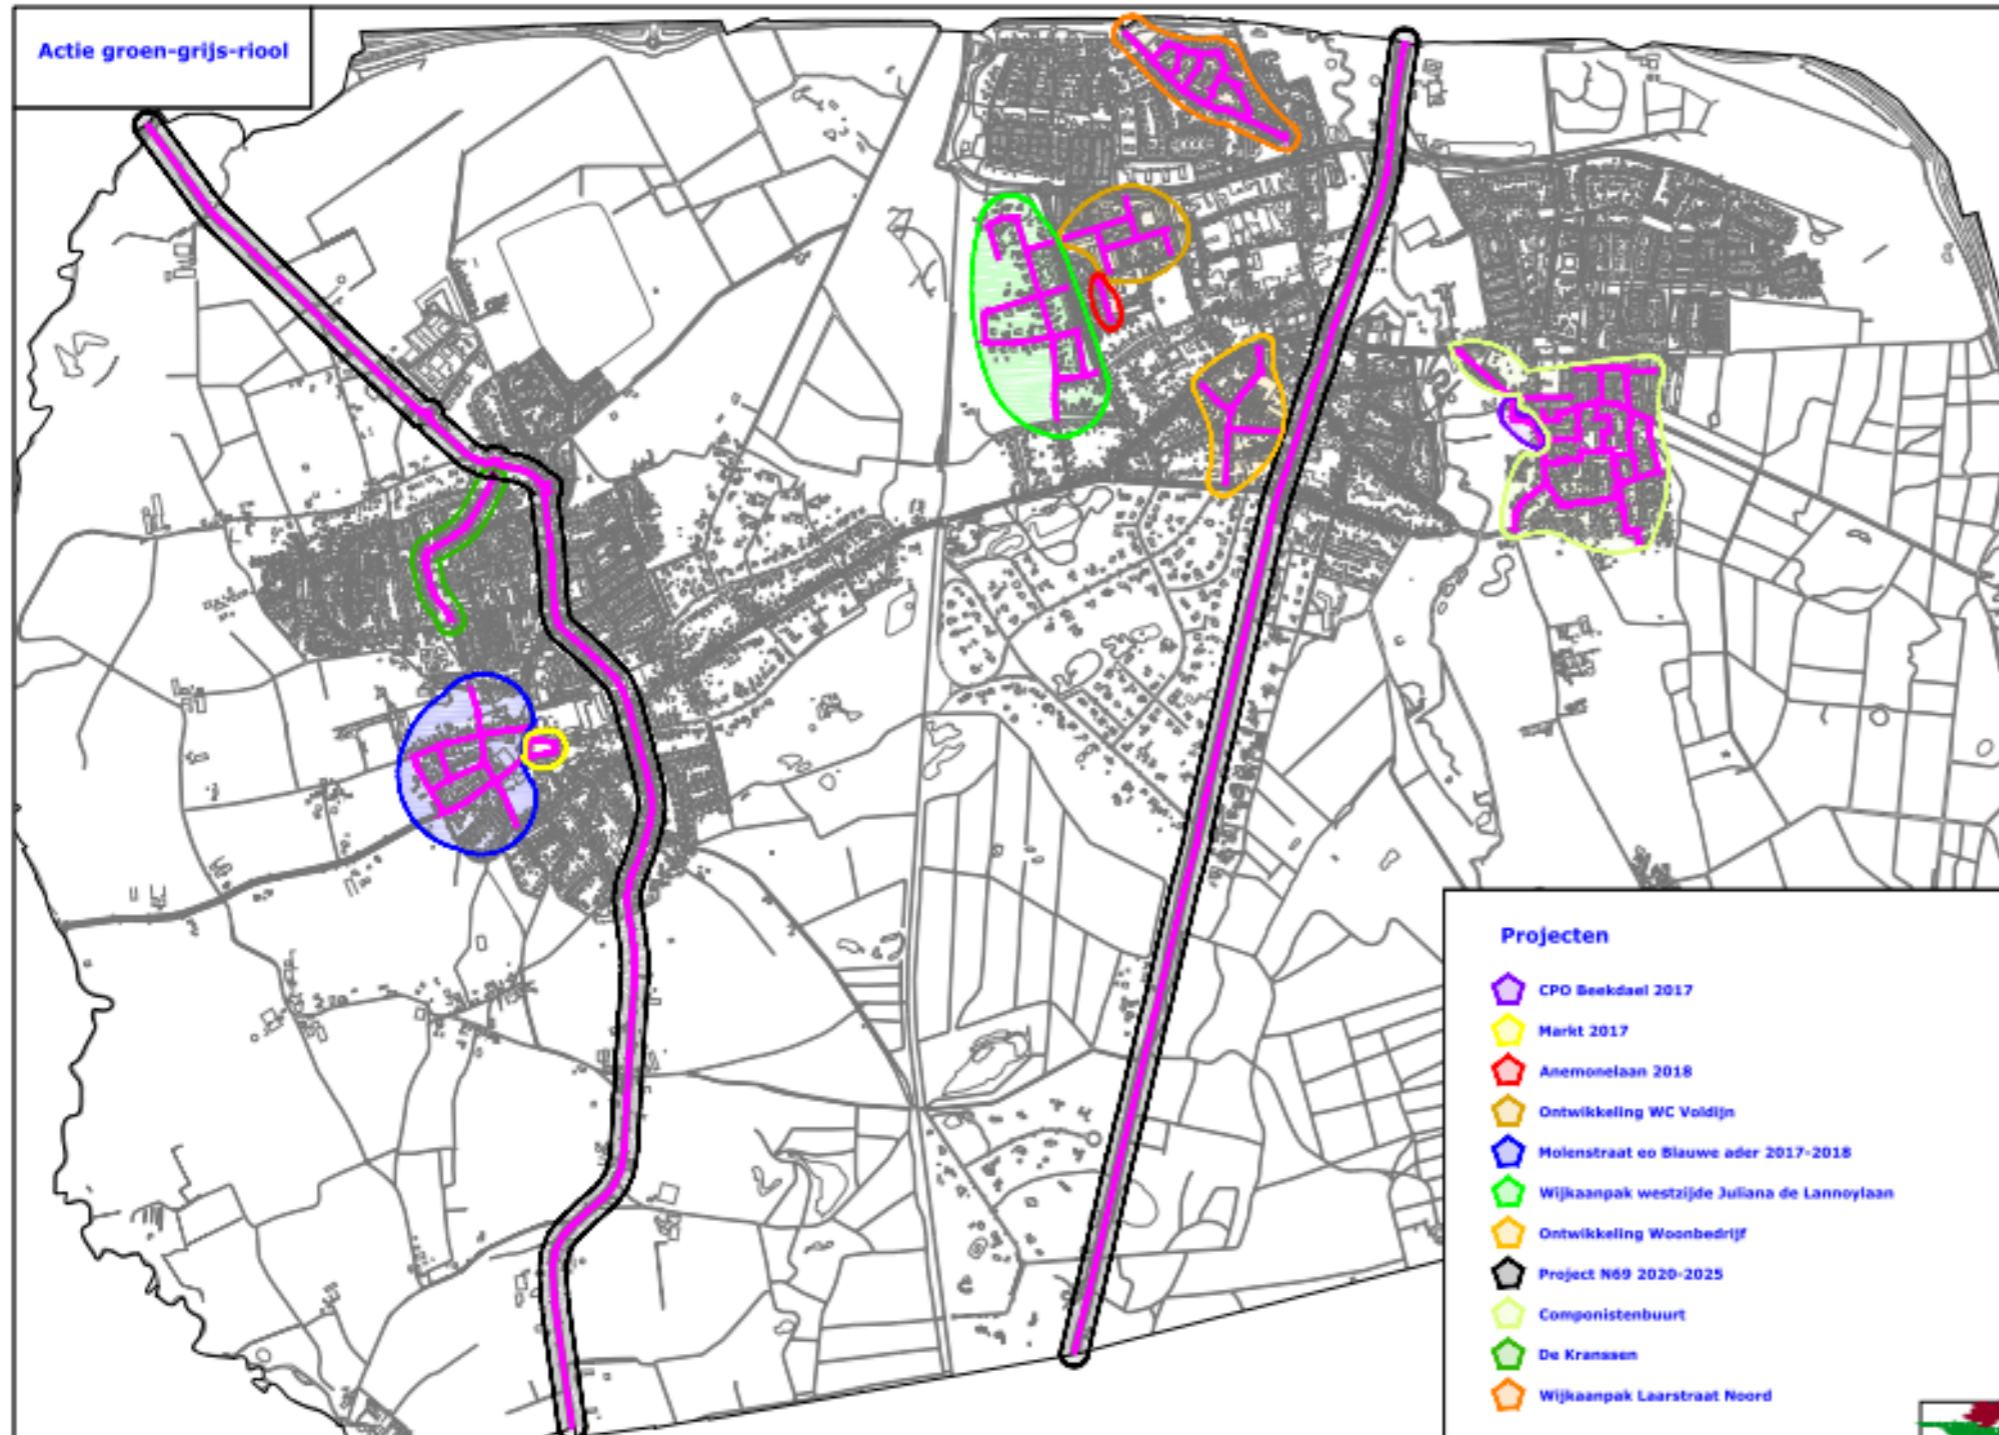 Actie groen-grijs-riool
Projecten
CPO Beekdael 2017
Markt 2017
Anemonelaan 2018
Ontwikkeling WC Voldijn
Molenstraat eo Blauwe ader 2017-2018
Wijkaanpak westzijde Juliana de Lannoylaan
Ontwikkeling Woonbedrijf
Project N69 2020-2025
Componistenbuurt
De Kranssen
Wijkaanpak Laarstraat Noord